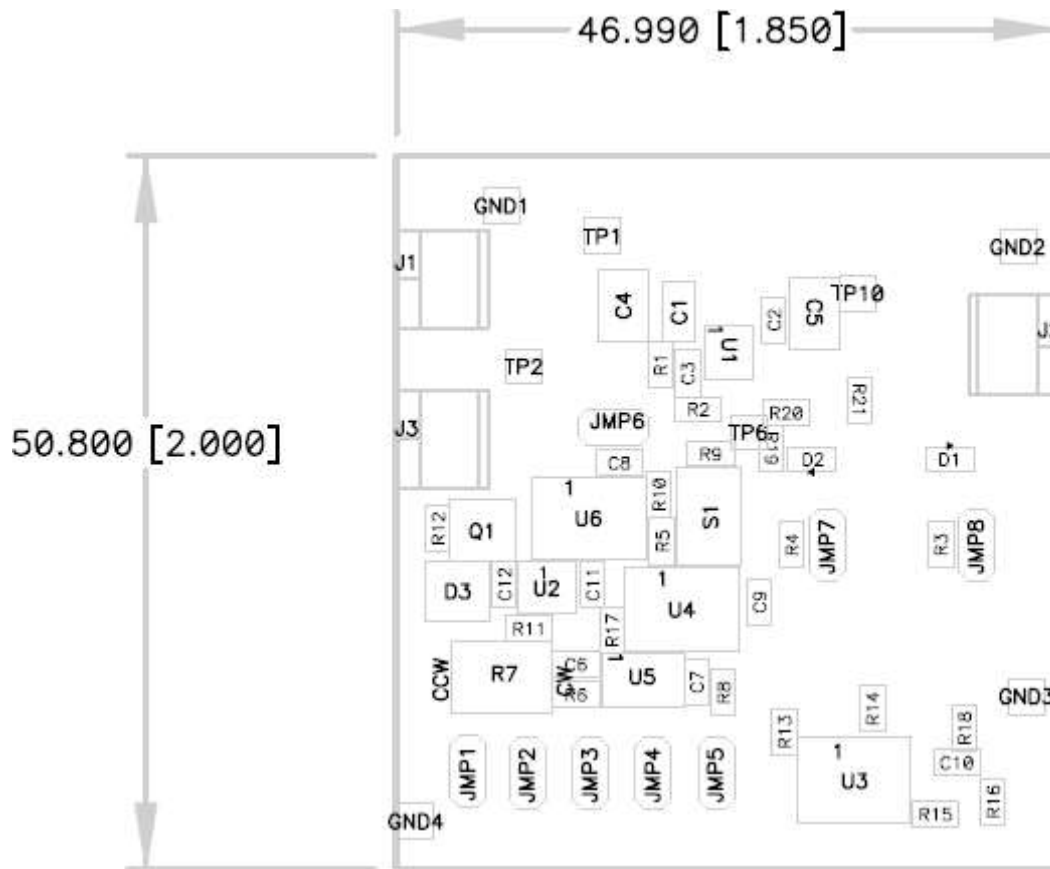 46.990 [1.850]
GND1
TP1
GND2
J1
TP10
C4
C1
C2
C5
1
U1
TP2
R1
C3
R21
R2
R20
J3
JMP6
TP6
R19
50.800 [2.000]
C8
R9
D2
D1
1
R10
U6
S1
R12
Q1
R5
R4
JMP7
R3
JMP8
1
1
D3
C12
U2
C11
U4
C9
R11
R17
1
CCW
R7
CW
C6
R6
U5
C7
R8
GND3
R14
R13
R18
1
JMP1
JMP2
JMP3
JMP4
JMP5
U3
C10
R16
GND4
R15